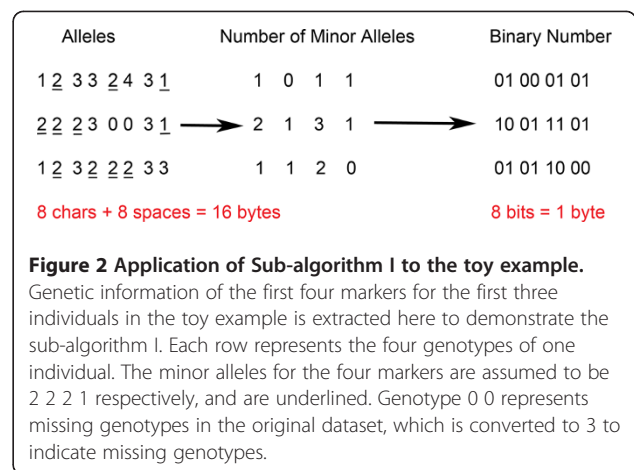 Alleles Number of Minor Alleles Binary Number
1 2 3 3 2 4 3 1 1 0 1 1 01 00 01 01
2 2 2 3 0 0 3 1 2 1 3 1 10 01 11 01
1 2 3 2 2 2 3 3 1 1 2 0 01 01 10 00
8 chars + 8 spaces = 16 bytes 8 bits = 1 byte
Figure 2 Application of Sub-algorithm I to the toy example.
Genetic information of the first four markers for the first three
individuals in the toy example is extracted here to demonstrate the
sub-algorithm I. Each row represents the four genotypes of one
individual. The minor alleles for the four markers are assumed to be
2 2 2 1 respectively, and are underlined. Genotype 0 0 represents
missing genotypes in the original dataset, which is converted to 3 to
indicate missing genotypes.